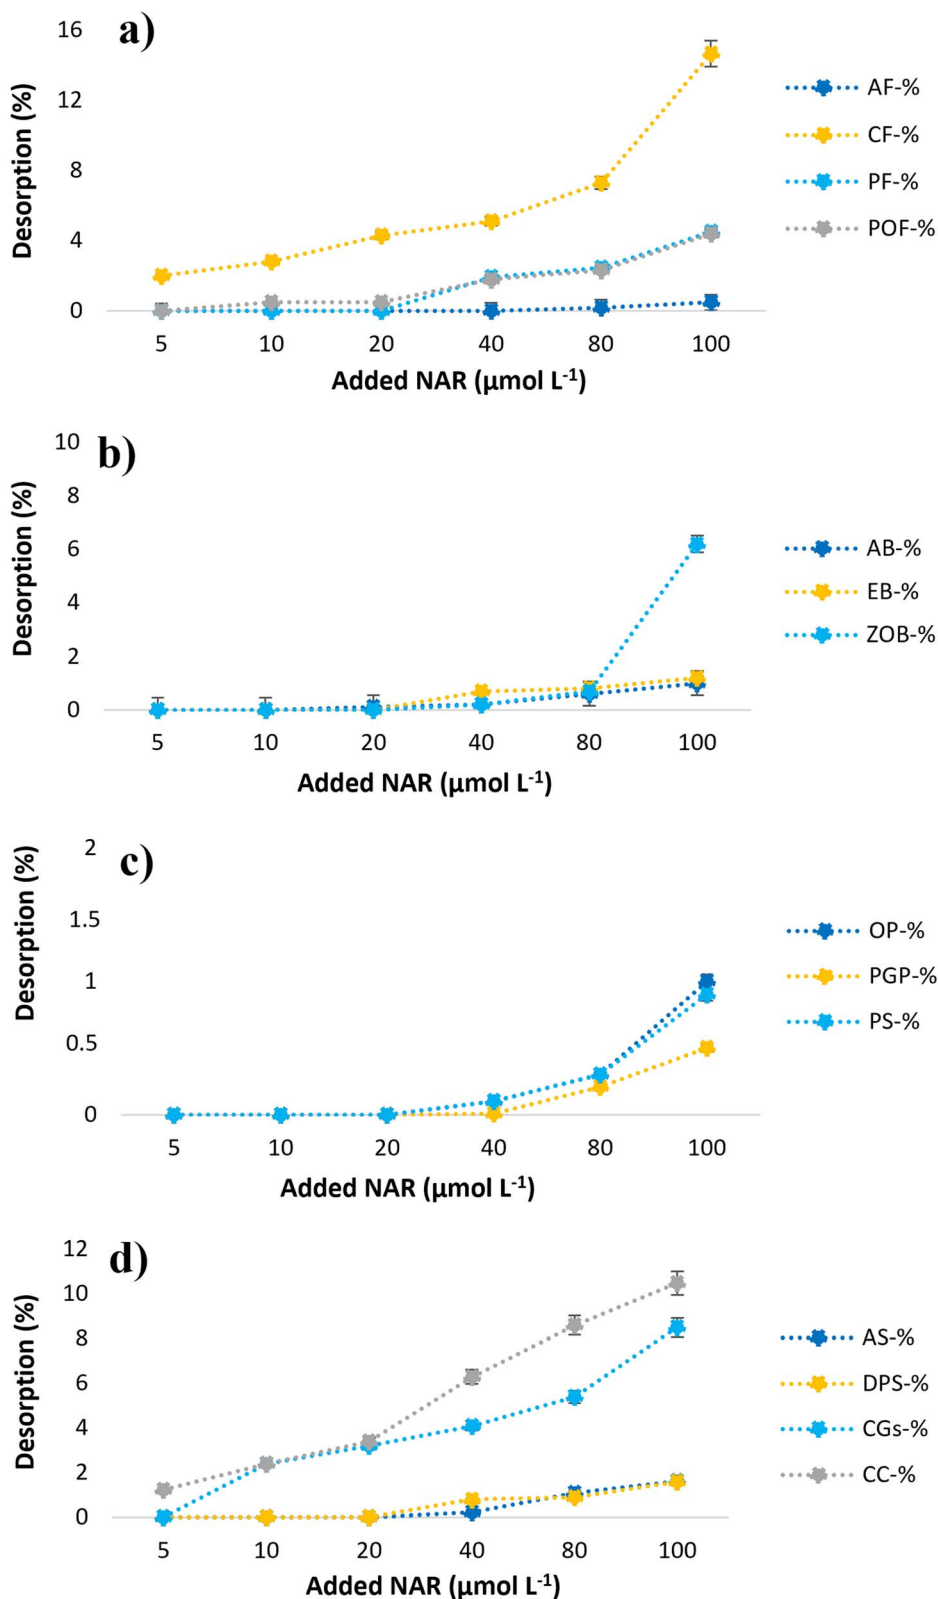 a)
Desorption (%)
16
12
8
4
0
5 10 20 40 80 100
Added NAR (µmol L⁻¹)
AF-%
CF-%
PF-%
POF-%
b)
Desorption (%)
10
8
6
4
2
0
5 10 20 40 80 100
Added NAR (µmol L⁻¹)
AB-%
EB-%
ZOB-%
c)
Desorption (%)
2
1.5
1
0.5
0
5 10 20 40 80 100
Added NAR (µmol L⁻¹)
OP-%
PGP-%
PS-%
d)
Desorption (%)
12
10
8
6
4
2
0
5 10 20 40 80 100
Added NAR (µmol L⁻¹)
AS-%
DPS-%
CGs-%
CC-%